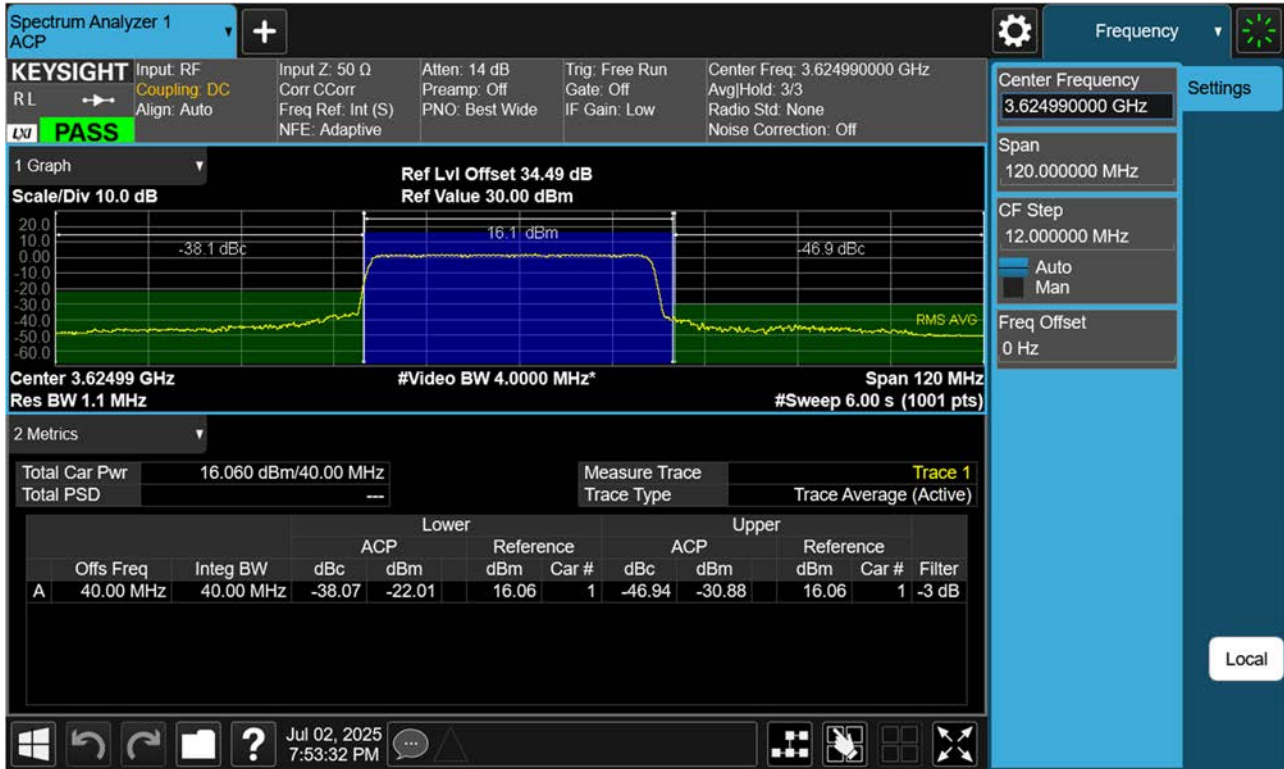 Spectrum Analyzer 1
ACP
Frequency
KEYSIGHT
RL
LXI
PASS
Input: RF
Coupling: DC
Align: Auto
Input Z: 50 Ω
Corr CCorr
Freq Ref: Int (S)
NFE: Adaptive
Atten: 14 dB
Preamp: Off
PNO: Best Wide
Trig: Free Run
Gate: Off
IF Gain: Low
Center Freq: 3.624990000 GHz
Avg|Hold: 3/3
Radio Std: None
Noise Correction: Off
1 Graph
Scale/Div 10.0 dB
Ref Lvl Offset 34.49 dB
Ref Value 30.00 dBm
20.0
10.0
0.00
-10.0
-20.0
-30.0
-40.0
-50.0
-60.0
-38.1 dBc
16.1 dBm
-46.9 dBc
RMS AVG
Center 3.62499 GHz
#Video BW 4.0000 MHz*
Span 120 MHz
Res BW 1.1 MHz
#Sweep 6.00 s (1001 pts)
2 Metrics
Total Car Pwr 16.060 dBm/40.00 MHz
Total PSD ---
Measure Trace Trace 1
Trace Type Trace Average (Active)
Lower Upper
ACP Reference ACP Reference
Offs Freq Integ BW dBc dBm dBm Car # dBc dBm dBm Car # Filter
A 40.00 MHz 40.00 MHz -38.07 -22.01 16.06 1 -46.94 -30.88 16.06 1 -3 dB
Jul 02, 2025
7:53:32 PM
Center Frequency
3.624990000 GHz
Span
120.000000 MHz
CF Step
12.000000 MHz
Auto
Man
Freq Offset
0 Hz
Settings
Local